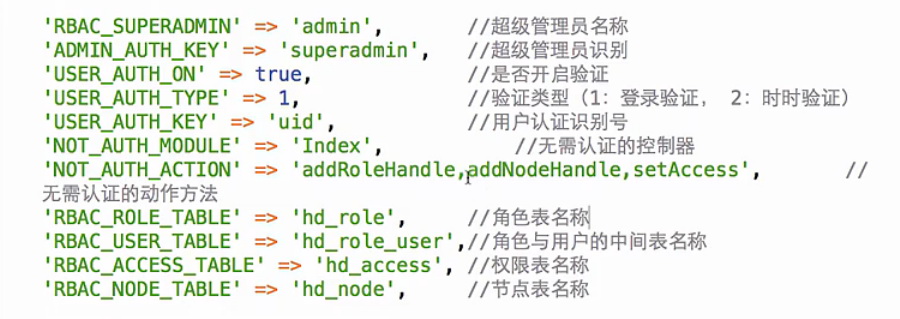 'RBAC_SUPERADMIN' => 'admin', //超级管理员名称
'ADMIN_AUTH_KEY' => 'superadmin', //超级管理员识别
'USER_AUTH_ON' => true, //是否开启验证
'USER_AUTH_TYPE' => 1, //验证类型（1：登录验证， 2：时时验证）
'USER_AUTH_KEY' => 'uid', //用户认证识别号
'NOT_AUTH_MODULE' => 'Index', //无需认证的控制器
'NOT_AUTH_ACTION' => 'addRoleHandle,addNodeHandle,setAccess', //
无需认证的动作方法
'RBAC_ROLE_TABLE' => 'hd_role', //角色表名称
'RBAC_USER_TABLE' => 'hd_role_user',//角色与用户的中间表名称
'RBAC_ACCESS_TABLE' => 'hd_access', //权限表名称
'RBAC_NODE_TABLE' => 'hd_node', //节点表名称